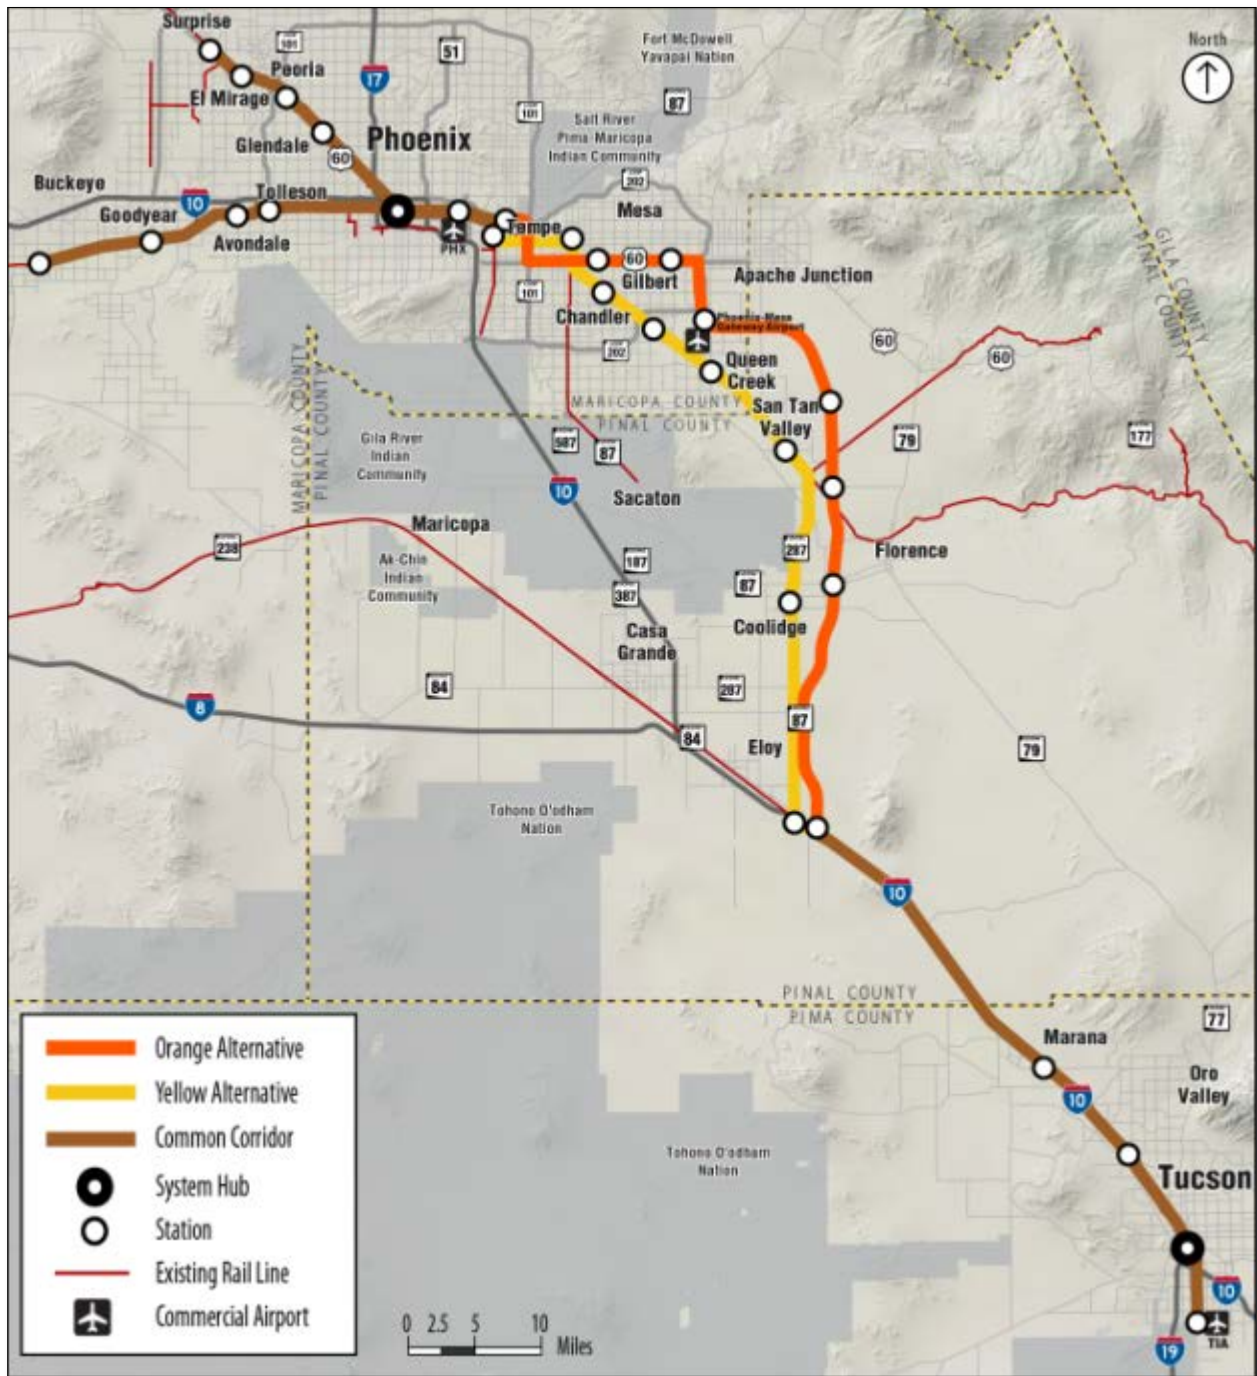 Surprise
101
Peoria
El Mirage
Glendale
60
17
51
Phoenix
Fort McDowell
Yavapai Nation
87
101
Salt River
Pima-Maricopa
Indian Community
202
Mesa
North
Buckeye
10
Tolleson
Goodyear
Avondale
PHX
Tempe
60
Gilbert
Apache Junction
101
Chandler
202
Phoenix-Mesa
Gateway Airport
60
60
Queen
Creek
GILA COUNTY
PINAL COUNTY
MARICOPA COUNTY
PINAL COUNTY
MARICOPA COUNTY
PINAL COUNTY
San Tan
Valley
79
177
Gila River
Indian
Community
587
87
10
Sacaton
Maricopa
238
Ak-Chin
Indian
Community
187
387
287
87
Florence
Coolidge
Casa
Grande
84
287
8
84
87
Eloy
79
Tohono O'odham
Nation
10
PINAL COUNTY
PIMA COUNTY
77
Marana
10
Oro
Valley
Tohono O'odham
Nation
Tucson
10
TIA
19
Orange Alternative
Yellow Alternative
Common Corridor
System Hub
Station
Existing Rail Line
Commercial Airport
0 2.5 5 10
Miles